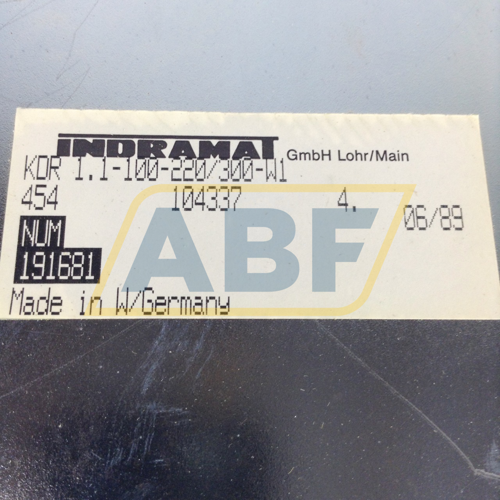 INDRAMAT GmbH Lohr/Main
KDR 1.1-100-220/300-W1
454 104337 4. 06/89
NUM
191681
Made in W/Germany
ABF